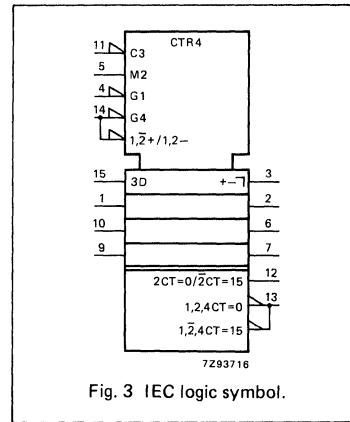 CTR4
11 C3
5 M2
4 G1
14 G4
1,2̅+/1,2−
15 3D +−¬ 3
1 2
10 6
9 7
2CT=0/2̅CT=15 12
1,2,4CT=0 13
1,2̅,4CT=15
7Z93716
Fig. 3 IEC logic symbol.